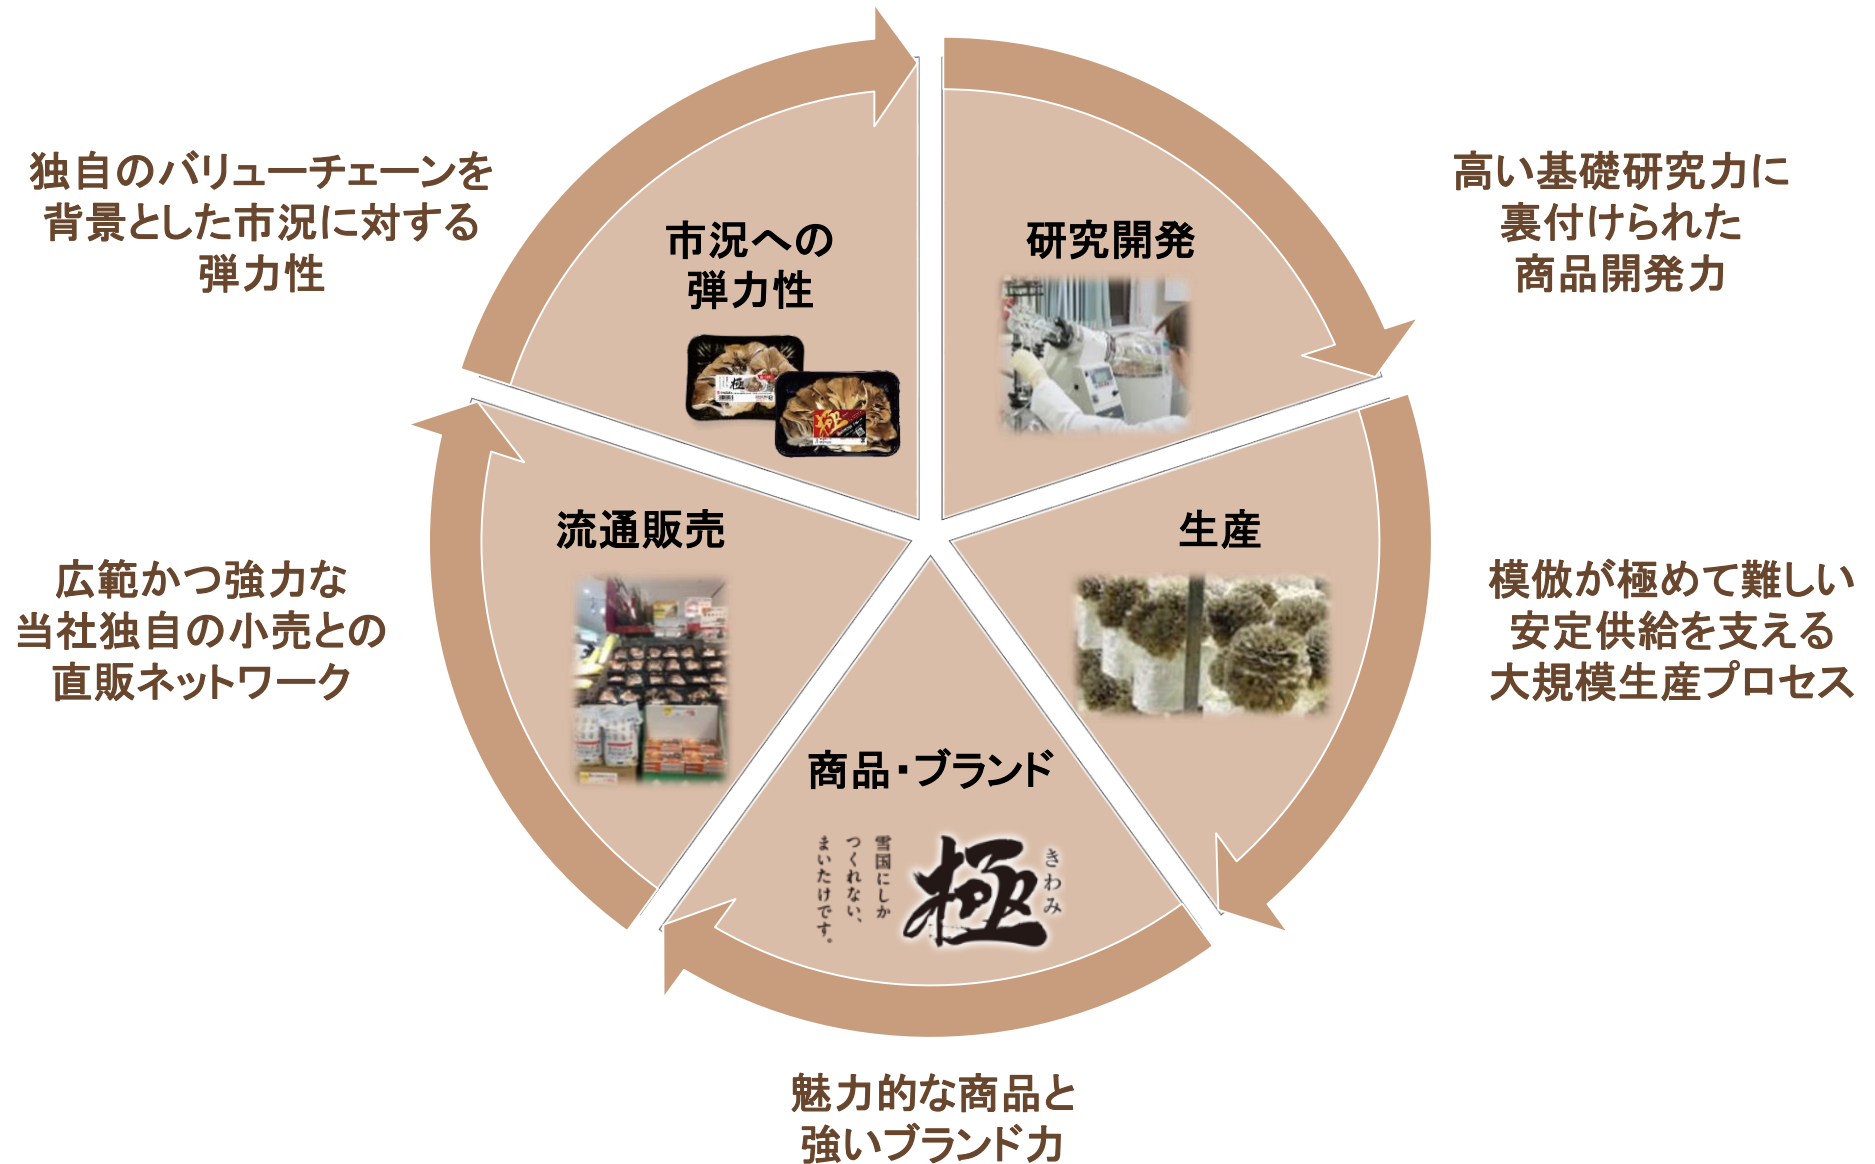 独自のバリューチェーンを
背景とした市況に対する
弾力性
市況への
弾力性
極
極
研究開発
高い基礎研究力に
裏付けられた
商品開発力
流通販売
広範かつ強力な
当社独自の小売との
直販ネットワーク
生産
模倣が極めて難しい
安定供給を支える
大規模生産プロセス
商品・ブランド
きわみ
極
雪国にしか
つくれない、
まいたけです。
魅力的な商品と
強いブランド力